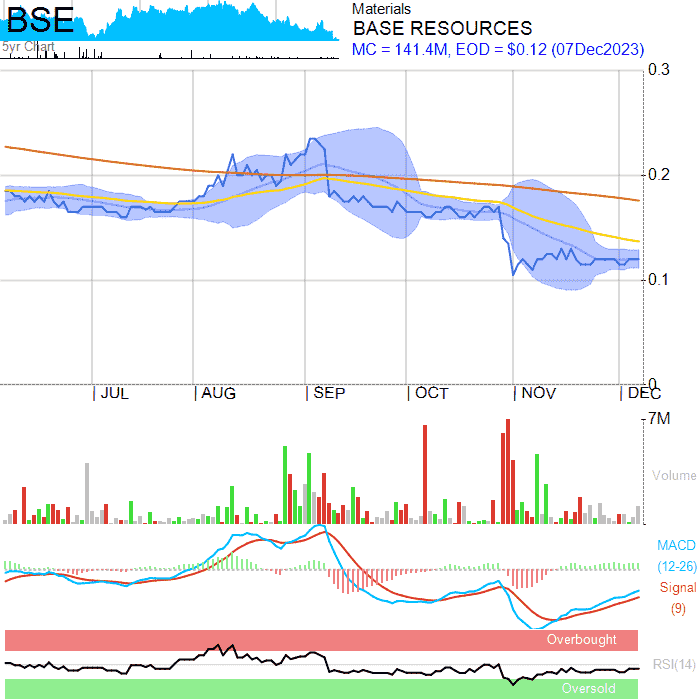 BSE
5yr Chart
Materials
BASE RESOURCES
MC = 141.4M, EOD = $0.12 (07Dec2023)
0.3
0.2
0.1
0
JUL
AUG
SEP
OCT
NOV
DEC
7M
Volume
MACD
(12-26)
Signal
(9)
Overbought
RSI(14)
Oversold